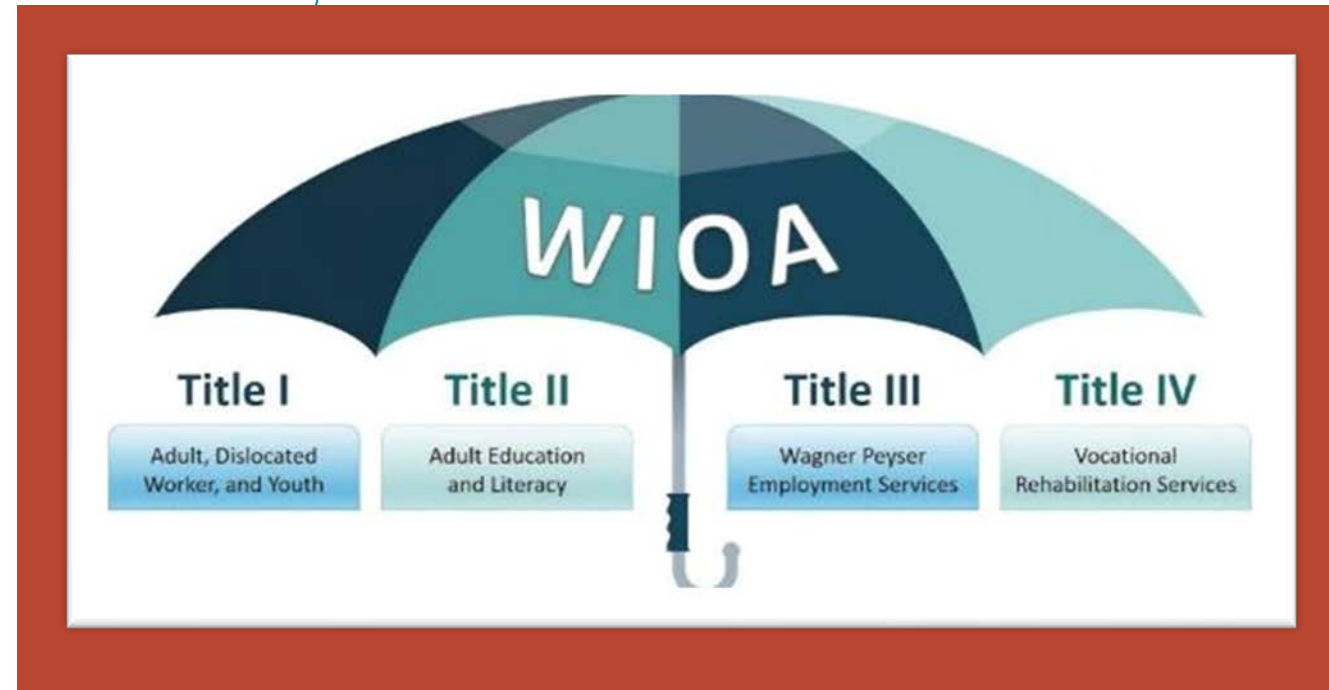 WIOA
Title I
Adult, Dislocated
Worker, and Youth
Title II
Adult Education
and Literacy
Title III
Wagner Peyser
Employment Services
Title IV
Vocational
Rehabilitation Services